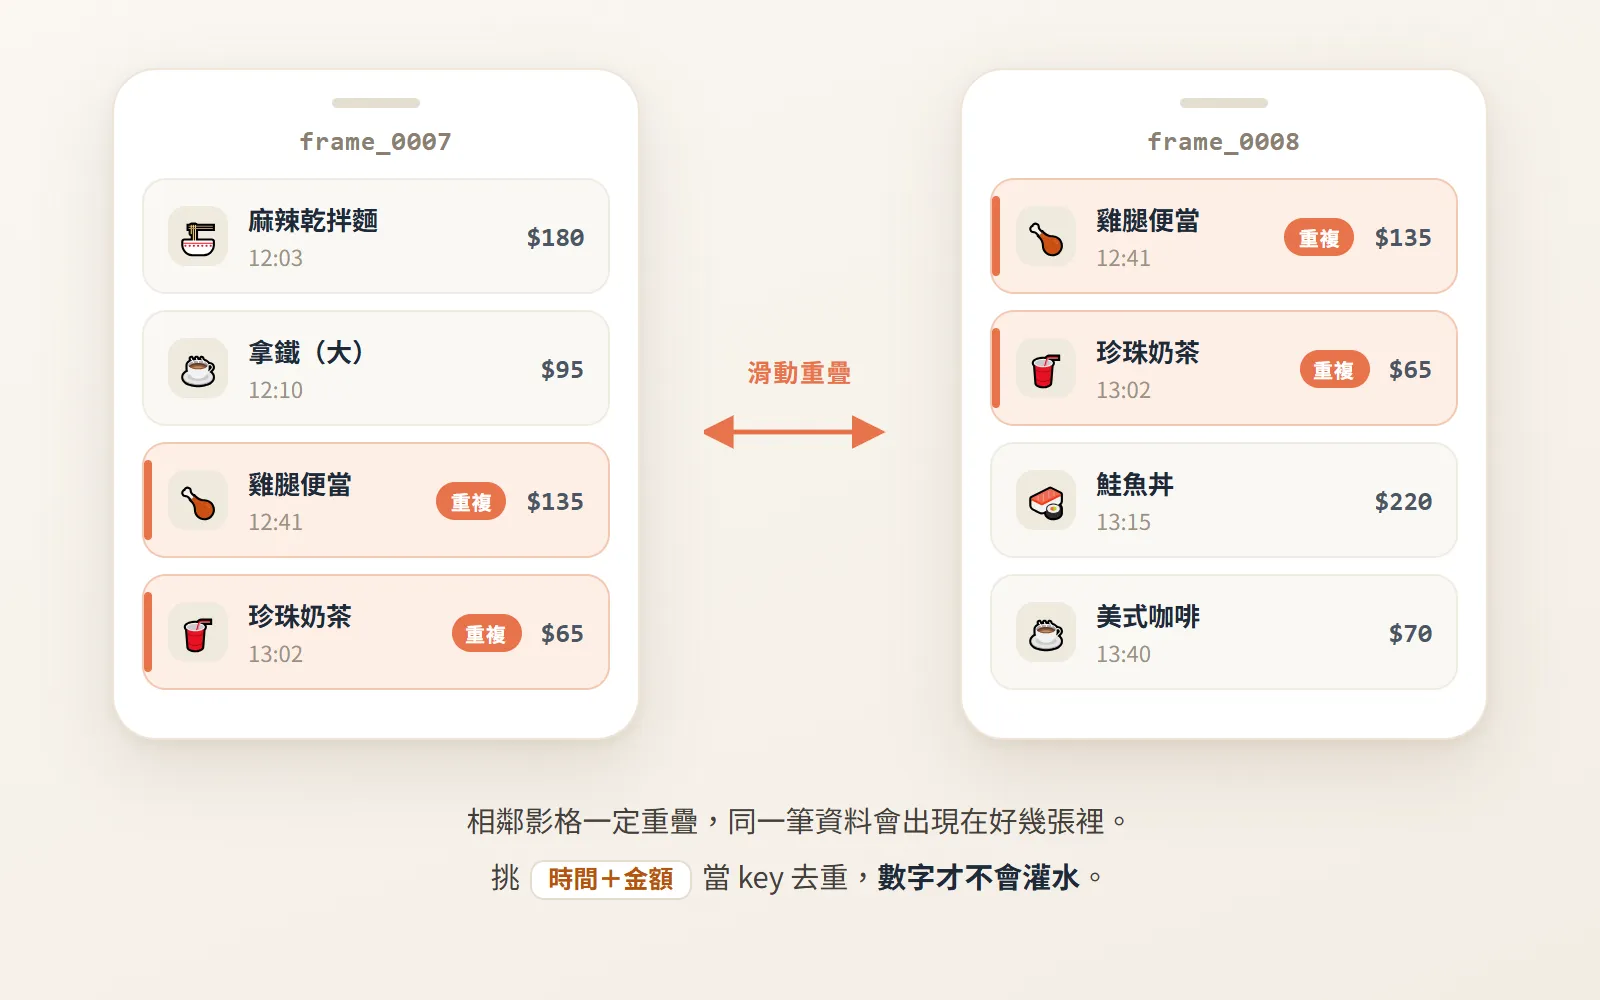 frame_0007
麻辣乾拌麵
12:03
$180
拿鐵（大）
12:10
$95
雞腿便當
12:41
重複
$135
珍珠奶茶
13:02
重複
$65
滑動重疊
frame_0008
雞腿便當
12:41
重複
$135
珍珠奶茶
13:02
重複
$65
鮭魚丼
13:15
$220
美式咖啡
13:40
$70
相鄰影格一定重疊，同一筆資料會出現在好幾張裡。
挑 時間＋金額 當 key 去重，數字才不會灌水。